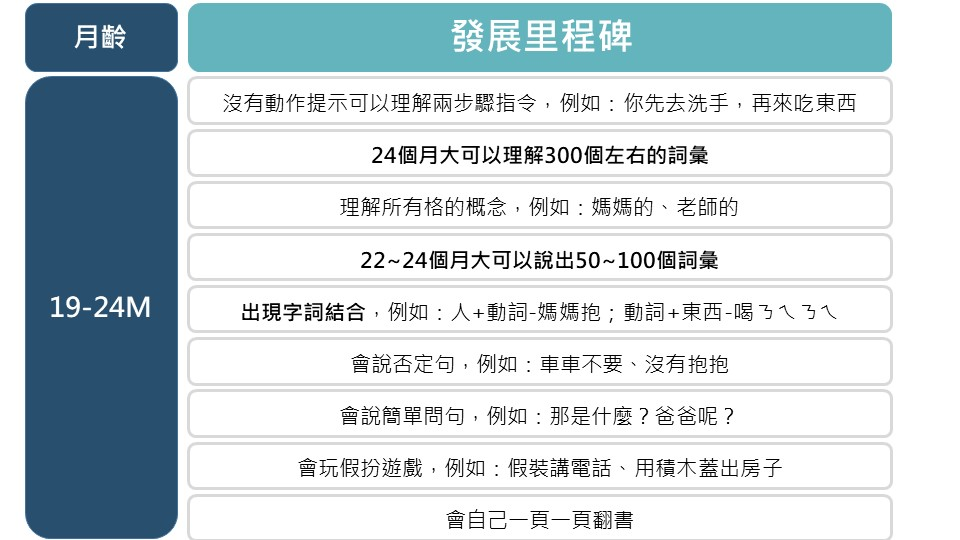 月齡
發展里程碑
19-24M
沒有動作提示可以理解兩步驟指令，例如：你先去洗手，再來吃東西
24個月大可以理解300個左右的詞彙
理解所有格的概念，例如：媽媽的、老師的
22~24個月大可以說出50~100個詞彙
出現字詞結合，例如：人+動詞-媽媽抱；動詞+東西-喝ㄋㄟㄋㄟ
會說否定句，例如：車車不要、沒有抱抱
會說簡單問句，例如：那是什麼？爸爸呢？
會玩假扮遊戲，例如：假裝講電話、用積木蓋出房子
會自己一頁一頁翻書